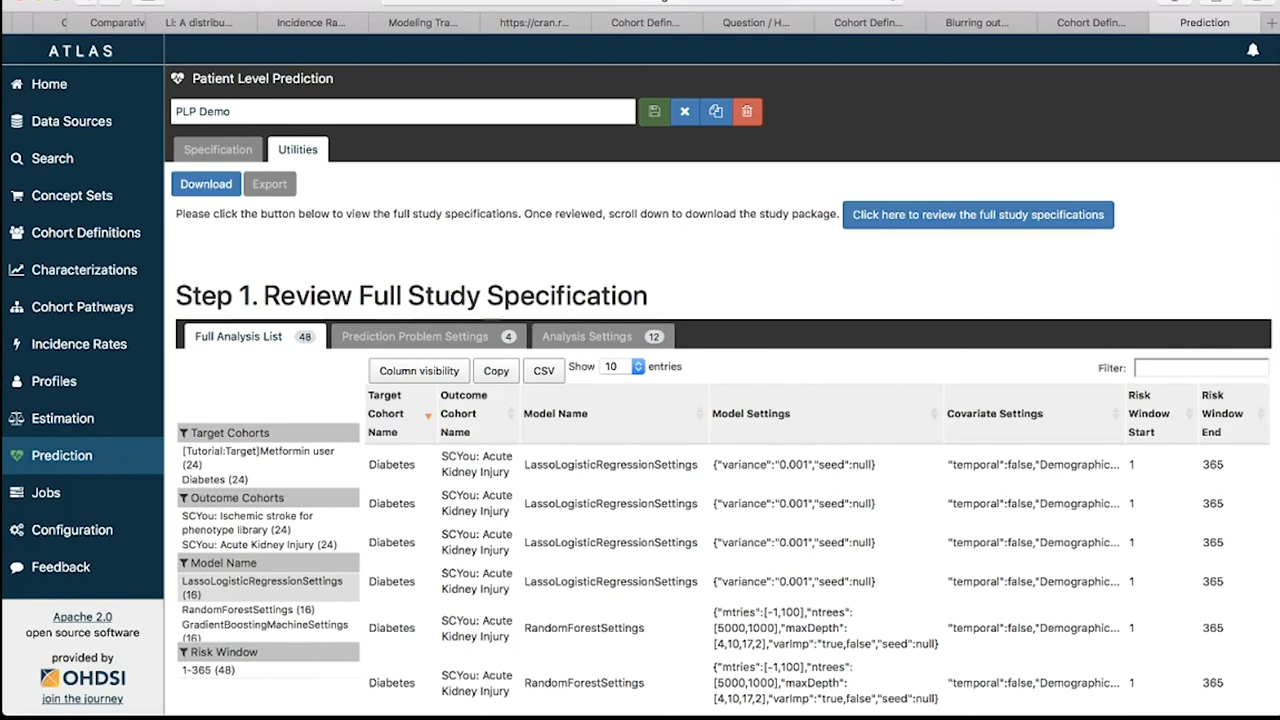 Comparativ
Li: A distribu...
Incidence Ra...
Modeling Tra...
https://cran.r...
Cohort Defin...
Question / H...
Cohort Defin...
Blurring out...
Cohort Defin...
Prediction
ATLAS
Home
Data Sources
Search
Concept Sets
Cohort Definitions
Characterizations
Cohort Pathways
Incidence Rates
Profiles
Estimation
Prediction
Jobs
Configuration
Feedback
Apache 2.0
open source software
provided by
OHDSI
join the journey
Patient Level Prediction
PLP Demo
Specification
Utilities
Download
Export
Please click the button below to view the full study specifications. Once reviewed, scroll down to download the study package.
Click here to review the full study specifications
Step 1. Review Full Study Specification
Full Analysis List 48
Prediction Problem Settings 4
Analysis Settings 12
Column visibility
Copy
CSV
Show 10 entries
Filter:
Target Cohorts
[Tutorial:Target]Metformin user
(24)
Diabetes (24)
Outcome Cohorts
SCYou: Ischemic stroke for
phenotype library (24)
SCYou: Acute Kidney Injury (24)
Model Name
LassoLogisticRegressionSettings
(16)
RandomForestSettings (16)
GradientBoostingMachineSettings
(16)
Risk Window
1-365 (48)
Target
Cohort
Name
Outcome
Cohort
Name
Model Name
Model Settings
Covariate Settings
Risk
Window
Start
Risk
Window
End
Diabetes
SCYou: Acute
Kidney Injury
LassoLogisticRegressionSettings
{"variance":"0.001","seed":null}
"temporal":false,"Demographic...
1
365
Diabetes
SCYou: Acute
Kidney Injury
LassoLogisticRegressionSettings
{"variance":"0.001","seed":null}
"temporal":false,"Demographic...
1
365
Diabetes
SCYou: Acute
Kidney Injury
LassoLogisticRegressionSettings
{"variance":"0.001","seed":null}
"temporal":false,"Demographic...
1
365
Diabetes
SCYou: Acute
Kidney Injury
LassoLogisticRegressionSettings
{"variance":"0.001","seed":null}
"temporal":false,"Demographic...
1
365
Diabetes
SCYou: Acute
Kidney Injury
RandomForestSettings
{"mtries":[-1,100],"ntrees":
[5000,1000],"maxDepth":
[4,10,17,2],"varImp":"true,false","seed":null}
"temporal":false,"Demographic...
1
365
Diabetes
SCYou: Acute
Kidney Injury
RandomForestSettings
{"mtries":[-1,100],"ntrees":
[5000,1000],"maxDepth":
[4,10,17,2],"varImp":"true,false","seed":null}
"temporal":false,"Demographic...
1
365